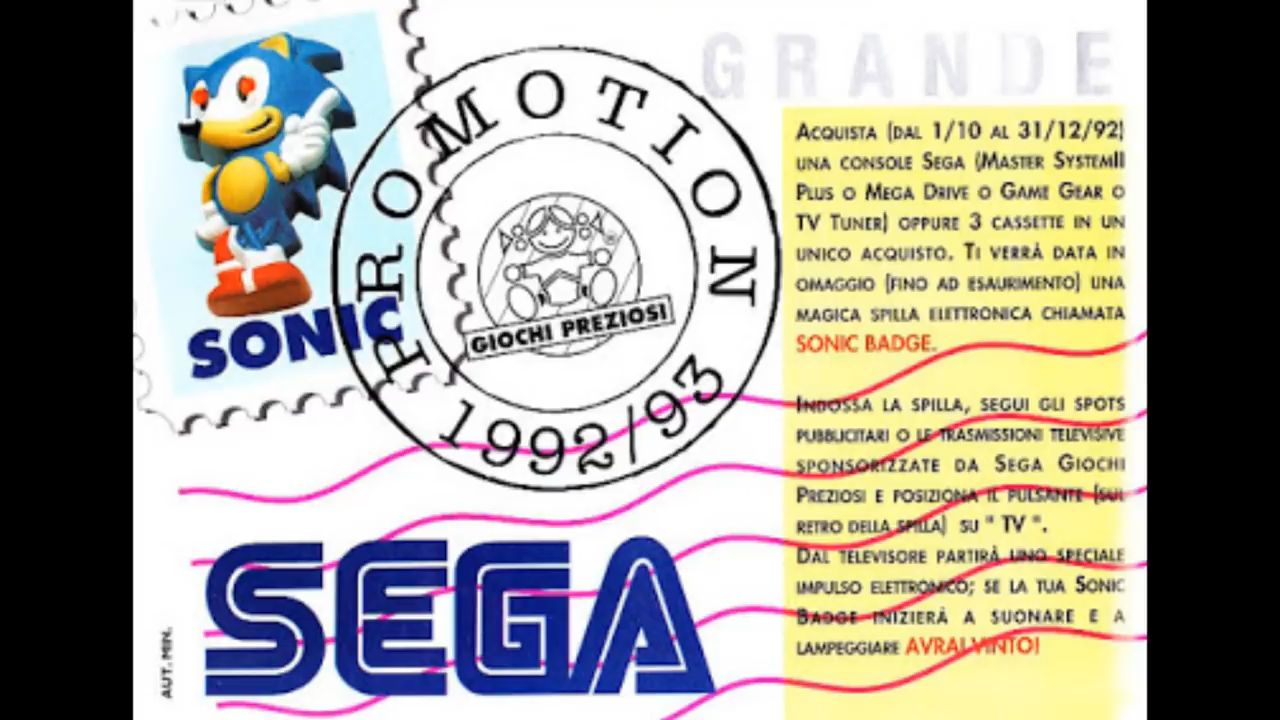 GRANDE
SONIC
PROMOTION
GIOCHI PREZIOSI
1992/93
SEGA
AUT. MIN.
ACQUISTA (DAL 1/10 AL 31/12/92)
UNA CONSOLE SEGA (MASTER SYSTEMII
PLUS O MEGA DRIVE O GAME GEAR O
TV TUNER) OPPURE 3 CASSETTE IN UN
UNICO ACQUISTO. TI VERRÀ DATA IN
OMAGGIO (FINO AD ESAURIMENTO) UNA
MAGICA SPILLA ELETTRONICA CHIAMATA
SONIC BADGE.
INDOSSA LA SPILLA, SEGUI GLI SPOTS
PUBBLICITARI O LE TRASMISSIONI TELEVISIVE
SPONSORIZZATE DA SEGA GIOCHI
PREZIOSI E POSIZIONA IL PULSANTE (SUL
RETRO DELLA SPILLA) SU " TV ".
DAL TELEVISORE PARTIRÀ UNO SPECIALE
IMPULSO ELETTRONICO; SE LA TUA SONIC
BADGE INIZIERÀ A SUONARE E A
LAMPEGGIARE AVRAI VINTO!